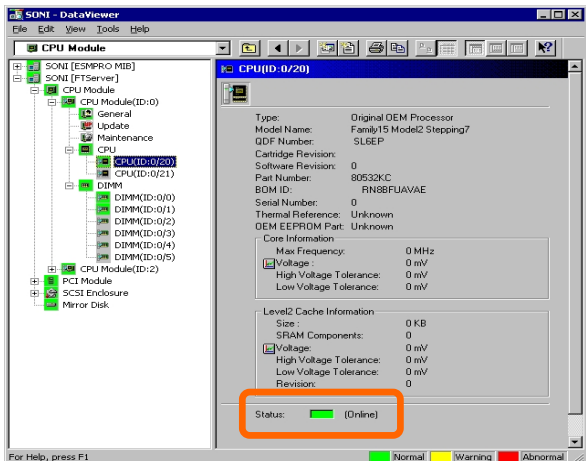 SONI - DataViewer
File Edit View Tools Help
CPU Module
SONI [ESMPRO MIB]
SONI [FTServer]
CPU Module
CPU Module(ID:0)
General
Update
Maintenance
CPU
CPU(ID:0/20)
CPU(ID:0/21)
DIMM
DIMM(ID:0/0)
DIMM(ID:0/1)
DIMM(ID:0/2)
DIMM(ID:0/3)
DIMM(ID:0/4)
DIMM(ID:0/5)
CPU Module(ID:2)
PCI Module
SCSI Enclosure
Mirror Disk
CPU(ID:0/20)
Type: Original OEM Processor
Model Name: Family15 Model2 Stepping7
QDF Number: SL6EP
Cartridge Revision:
Software Revision: 0
Part Number: 80532KC
BOM ID: RN8BFUAVAE
Serial Number: 0
Thermal Reference: Unknown
OEM EEPROM Part: Unknown
Core Information
Max Frequency: 0 MHz
Voltage : 0 mV
High Voltage Tolerance: 0 mV
Low Voltage Tolerance: 0 mV
Level2 Cache Information
Size : 0 KB
SRAM Components: 0
Voltage: 0 mV
High Voltage Tolerance: 0 mV
Low Voltage Tolerance: 0 mV
Revision: 0
Status: (Online)
For Help, press F1
Normal Warning Abnormal